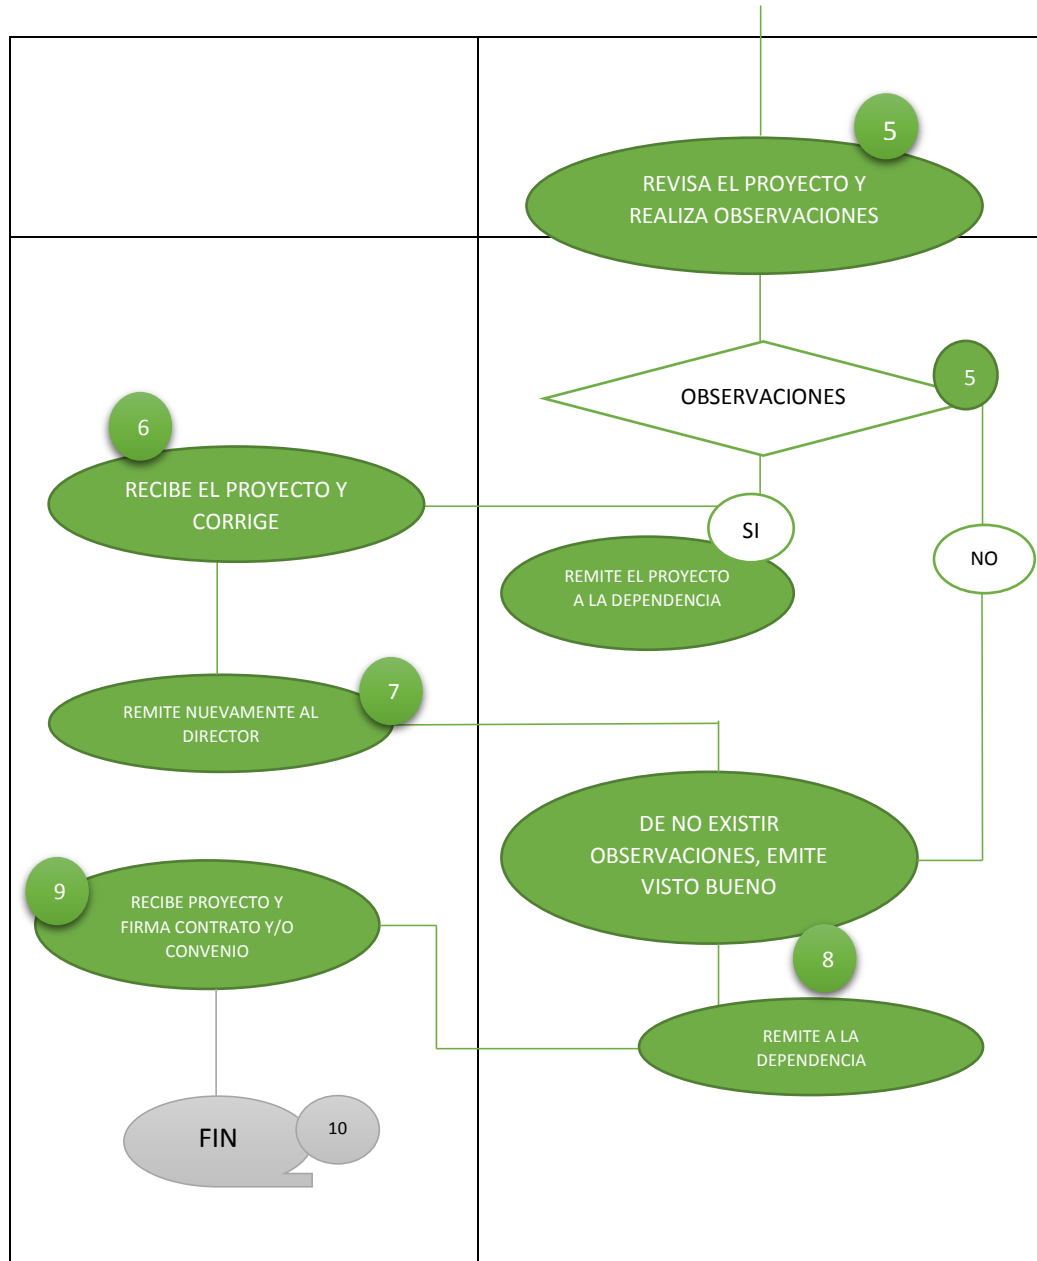 5
REVISA EL PROYECTO Y
REALIZA OBSERVACIONES
OBSERVACIONES
5
6
RECIBE EL PROYECTO Y
CORRIGE
SI
NO
REMITE EL PROYECTO
A LA DEPENDENCIA
7
REMITE NUEVAMENTE AL
DIRECTOR
DE NO EXISTIR
OBSERVACIONES, EMITE
VISTO BUENO
9
RECIBE PROYECTO Y
FIRMA CONTRATO Y/O
CONVENIO
8
REMITE A LA
DEPENDENCIA
FIN
10